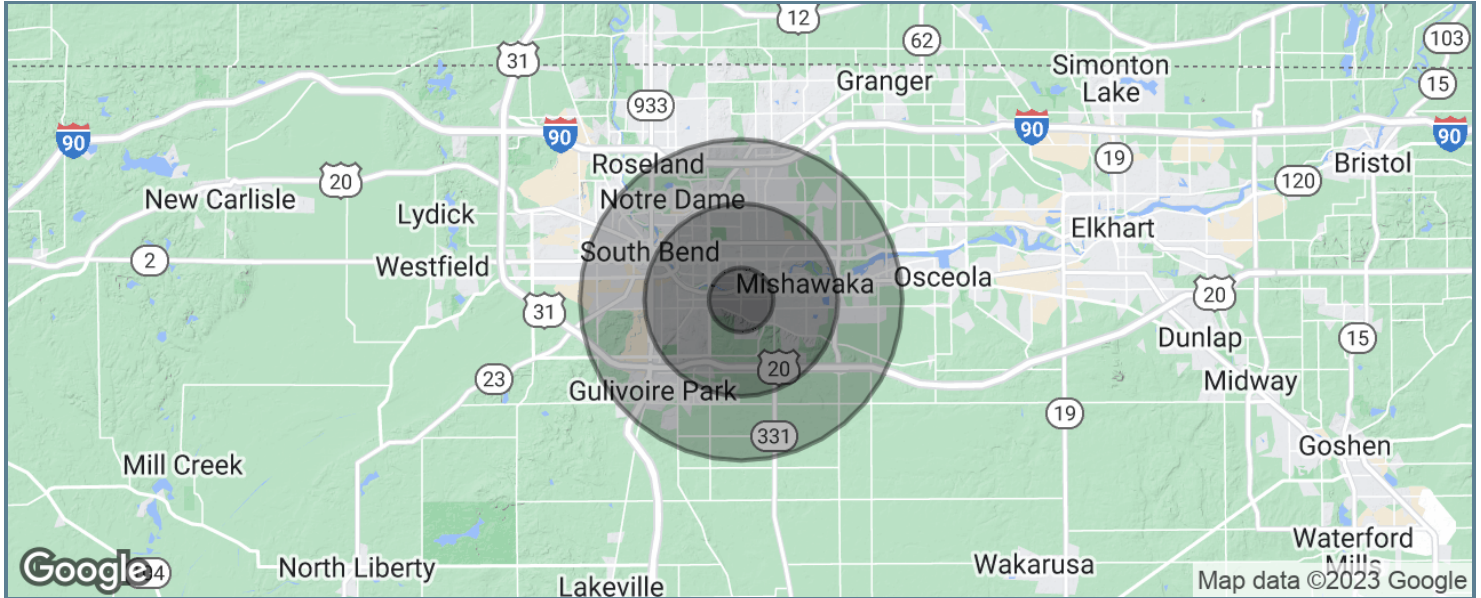 12
103
62
31
Simonton
Lake
Granger
15
933
90
90
90
90
19
Roseland
Bristol
20
120
New Carlisle
Notre Dame
Lydick
Elkhart
South Bend
2
Westfield
Mishawaka
Osceola
20
31
Dunlap
15
20
23
Midway
Gulivoire Park
19
331
Goshen
Mill Creek
Waterford
Mills
North Liberty
Wakarusa
Lakeville
Google
Map data ©2023 Google